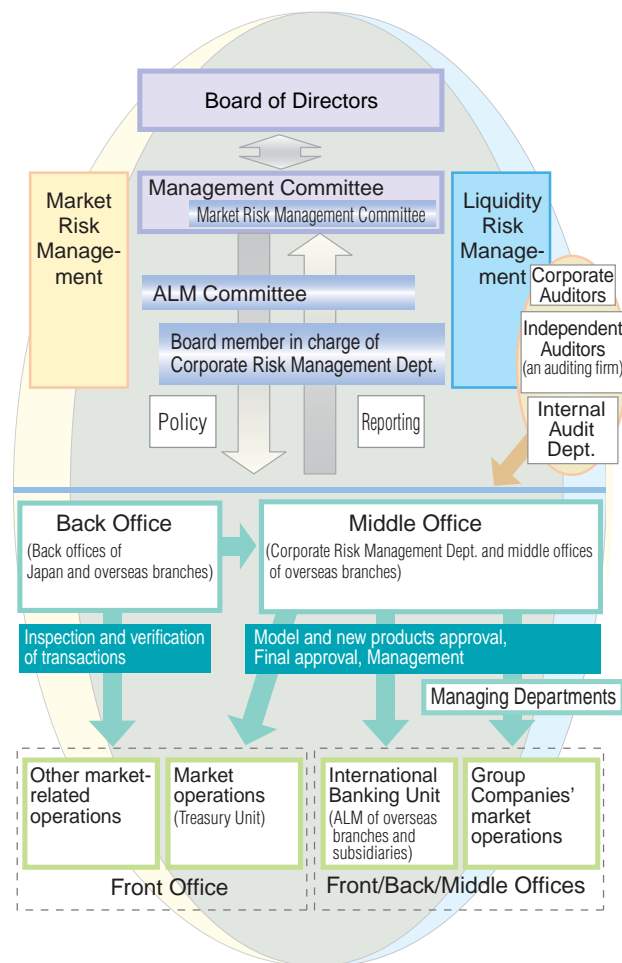 Board of Directors
Management Committee
Market Risk Management Committee
Market
Risk
Manage-
ment
Liquidity
Risk
Manage-
ment
Corporate
Auditors
Independent
Auditors
(an auditing firm)
Internal
Audit
Dept.
ALM Committee
Board member in charge of
Corporate Risk Management Dept.
Policy
Reporting
Back Office
(Back offices of
Japan and overseas branches)
Middle Office
(Corporate Risk Management Dept. and middle offices
of overseas branches)
Inspection and verification
of transactions
Model and new products approval,
Final approval, Management
Managing Departments
Other market-
related
operations
Market
operations
(Treasury Unit)
International
Banking Unit
(ALM of overseas
branches and
subsidiaries)
Group
Companies'
market
operations
Front Office
Front/Back/Middle Offices